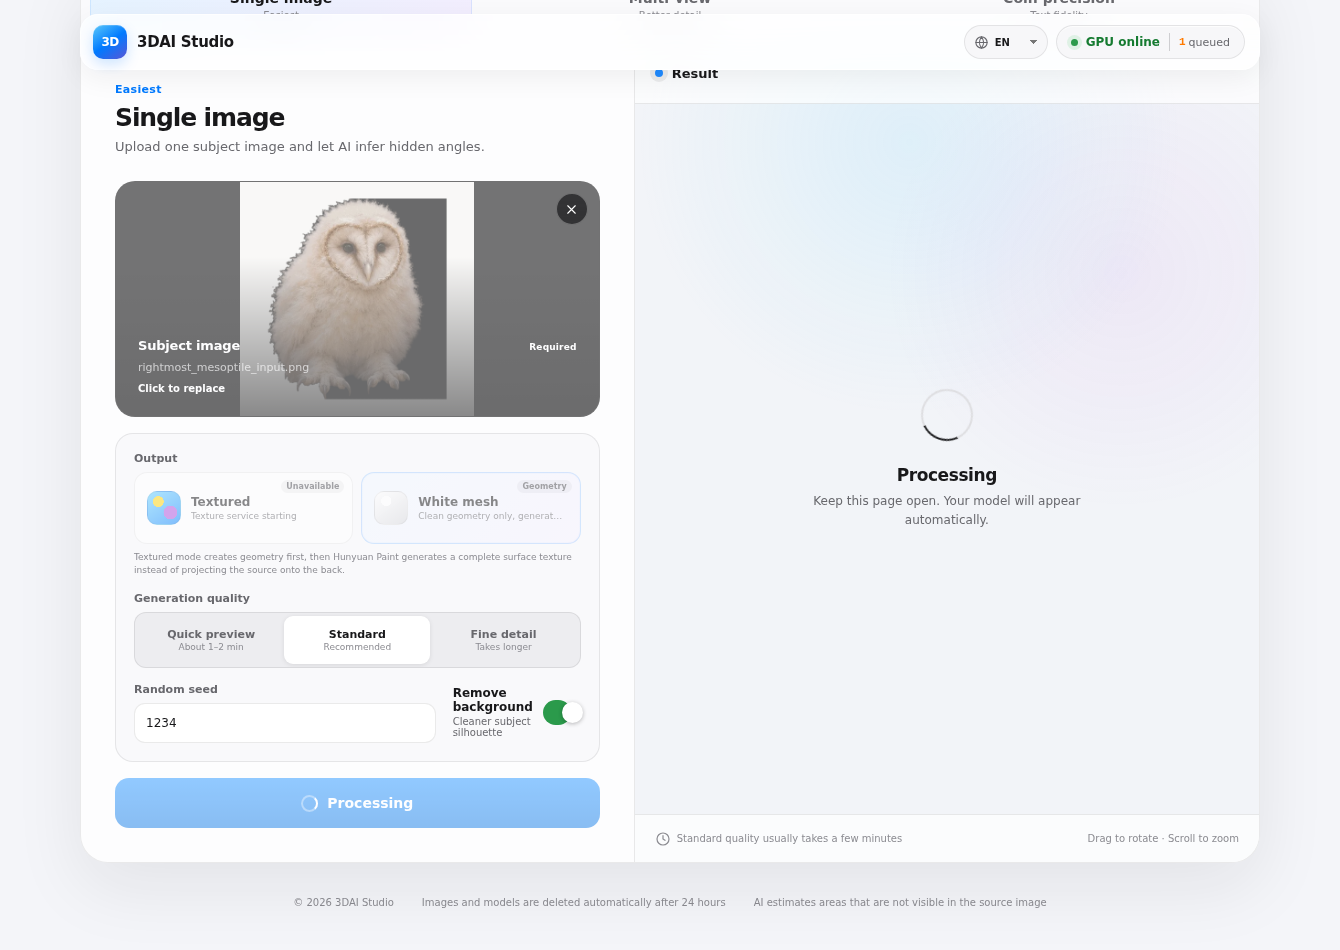 Single image
Multi-view
Coin precision
3D
3DAI Studio
EN
GPU online
1 queued
Result
Easiest
Single image
Upload one subject image and let AI infer hidden angles.
Subject image
Required
rightmost_mesoptile_input.png
Click to replace
Output
Unavailable
Textured
Texture service starting
Geometry
White mesh
Clean geometry only, generat...
Textured mode creates geometry first, then Hunyuan Paint generates a complete surface texture
instead of projecting the source onto the back.
Generation quality
Quick preview
About 1–2 min
Standard
Recommended
Fine detail
Takes longer
Random seed
1234
Remove
background
Cleaner subject
silhouette
Processing
Processing
Keep this page open. Your model will appear
automatically.
Standard quality usually takes a few minutes
Drag to rotate · Scroll to zoom
© 2026 3DAI Studio
Images and models are deleted automatically after 24 hours
AI estimates areas that are not visible in the source image